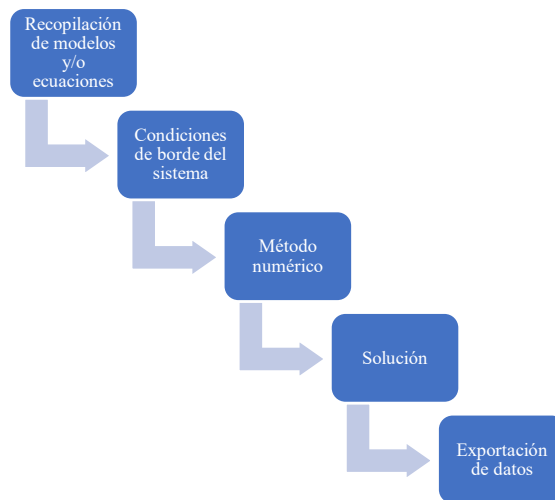 Recopilación
de modelos
y/o
ecuaciones
Condiciones
de borde del
sistema
Método
numérico
Solución
Exportación
de datos